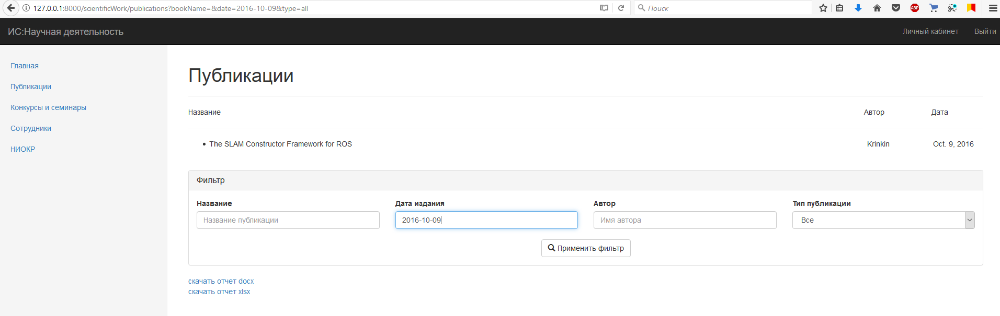 127.0.0.1:8000/scientificWork/publications?bookName=&date=2016-10-09&type=all
Поиск
ABP
ИС:Научная деятельность
Личный кабинет
Выйти
Главная
Публикации
Конкурсы и семинары
Сотрудники
НИОКР
Публикации
Название Автор Дата
The SLAM Constructor Framework for ROS Krinkin Oct. 9, 2016
Фильтр
Название Дата издания Автор Тип публикации
Название публикации 2016-10-09 Имя автора Все
Применить фильтр
скачать отчет docx
скачать отчет xlsx